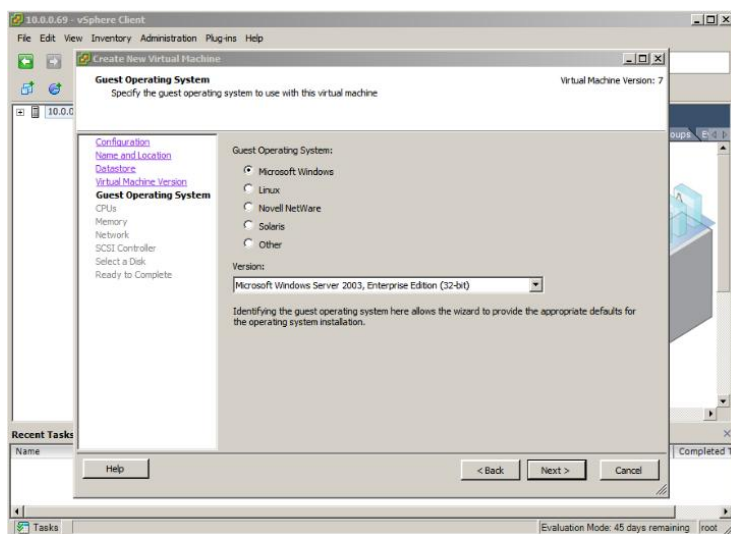 10.0.0.69 - vSphere Client
File Edit View Inventory Administration Plug-ins Help
Create New Virtual Machine
Guest Operating System
Specify the guest operating system to use with this virtual machine
Virtual Machine Version: 7
10.0.0
Configuration
Name and Location
Datastore
Virtual Machine Version
Guest Operating System
CPUs
Memory
Network
SCSI Controller
Select a Disk
Ready to Complete
Guest Operating System:
Microsoft Windows
Linux
Novell NetWare
Solaris
Other
Version:
Microsoft Windows Server 2003, Enterprise Edition (32-bit)
Identifying the guest operating system here allows the wizard to provide the appropriate defaults for
the operating system installation.
oups
Recent Tasks
Name
Completed T
Help
< Back
Next >
Cancel
Tasks
Evaluation Mode: 45 days remaining
root